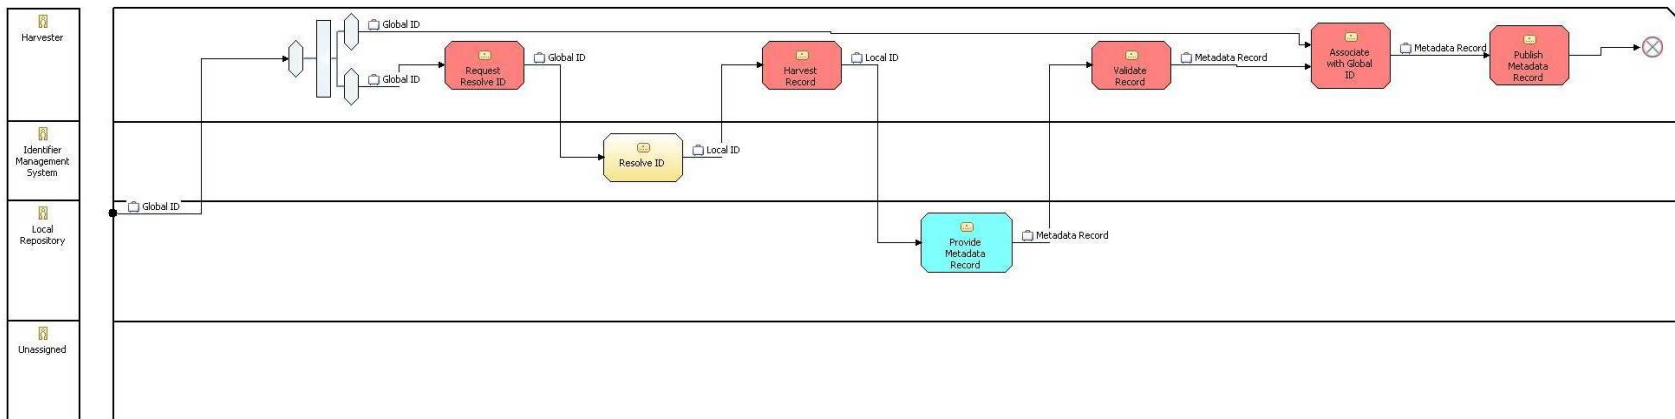 Harvester
Global ID
Global ID
Request
Resolve ID
Global ID
Harvest
Record
Local ID
Validate
Record
Metadata Record
Associate
with Global
ID
Metadata Record
Publish
Metadata
Record
Identifier
Management
System
Resolve ID
Local ID
Global ID
Local
Repository
Provide
Metadata
Record
Metadata Record
Unassigned